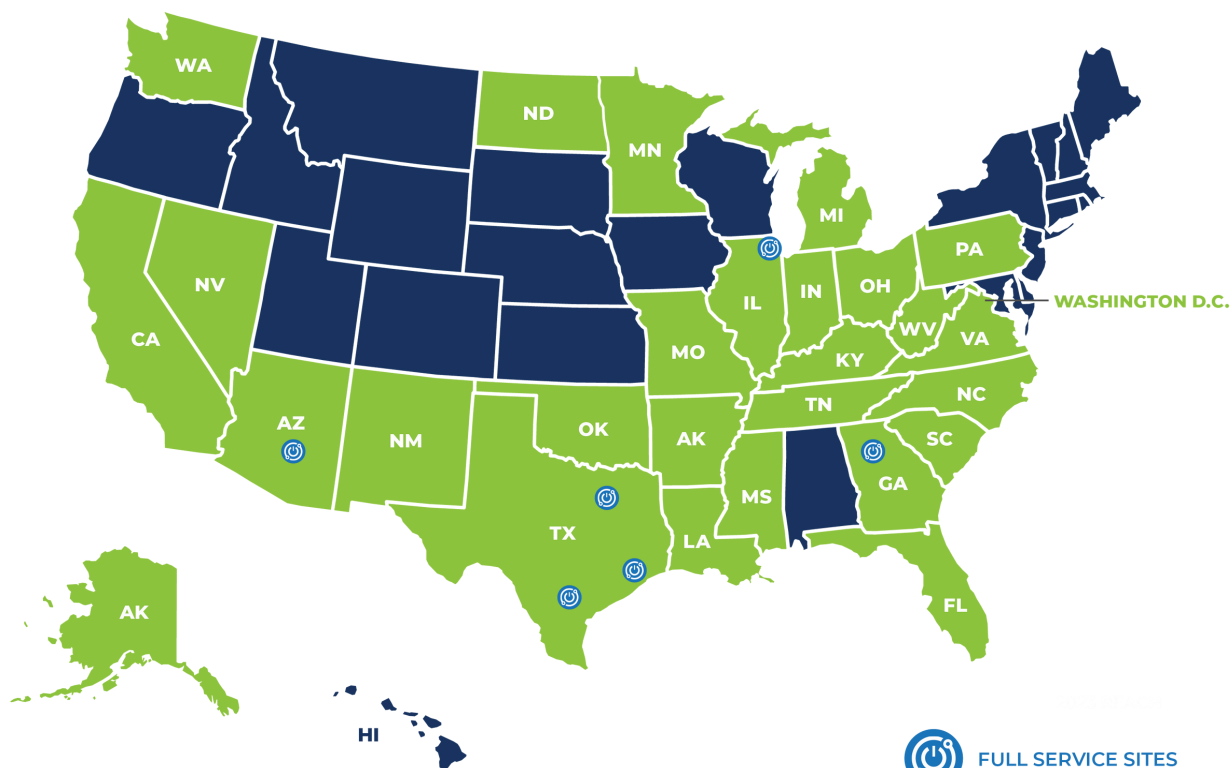 WA
ND
MN
MI
PA
NV
IL
IN
OH
WASHINGTON D.C.
CA
WV
VA
MO
KY
AZ
NM
OK
AK
TN
NC
SC
TX
MS
GA
LA
AK
FL
HI
FULL SERVICE SITES